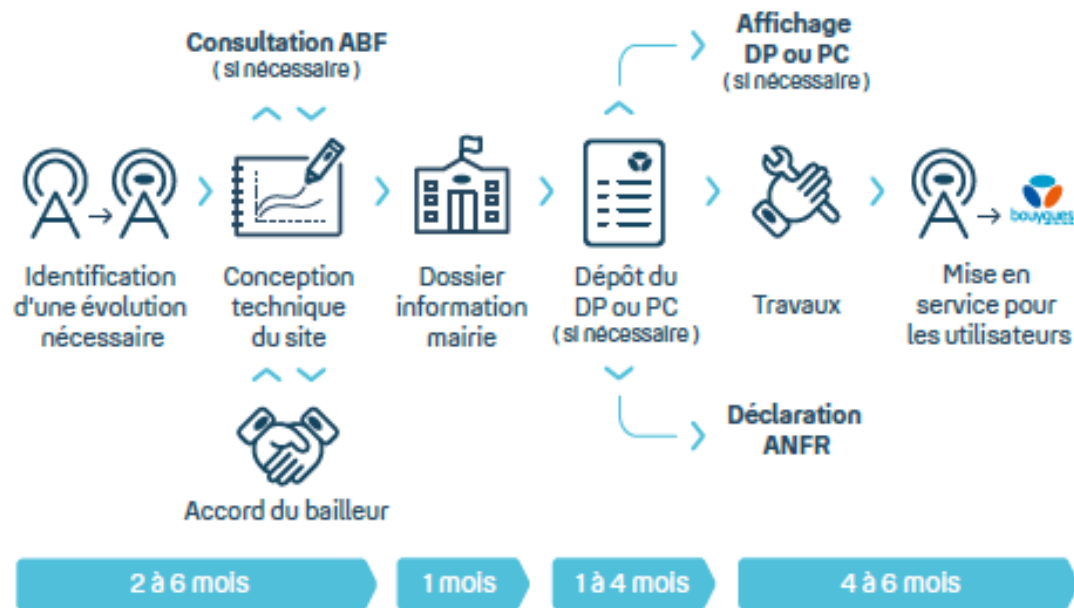 Consultation ABF
( si nécessaire )
Affichage
DP ou PC
( si nécessaire )
Identification
d'une évolution
nécessaire
Conception
technique
du site
Dossier
information
mairie
Dépôt du
DP ou PC
( si nécessaire )
Travaux
bouygues
Mise en
service pour
les utilisateurs
Accord du bailleur
Déclaration
ANFR
2 à 6 mois
1 mois
1 à 4 mois
4 à 6 mois